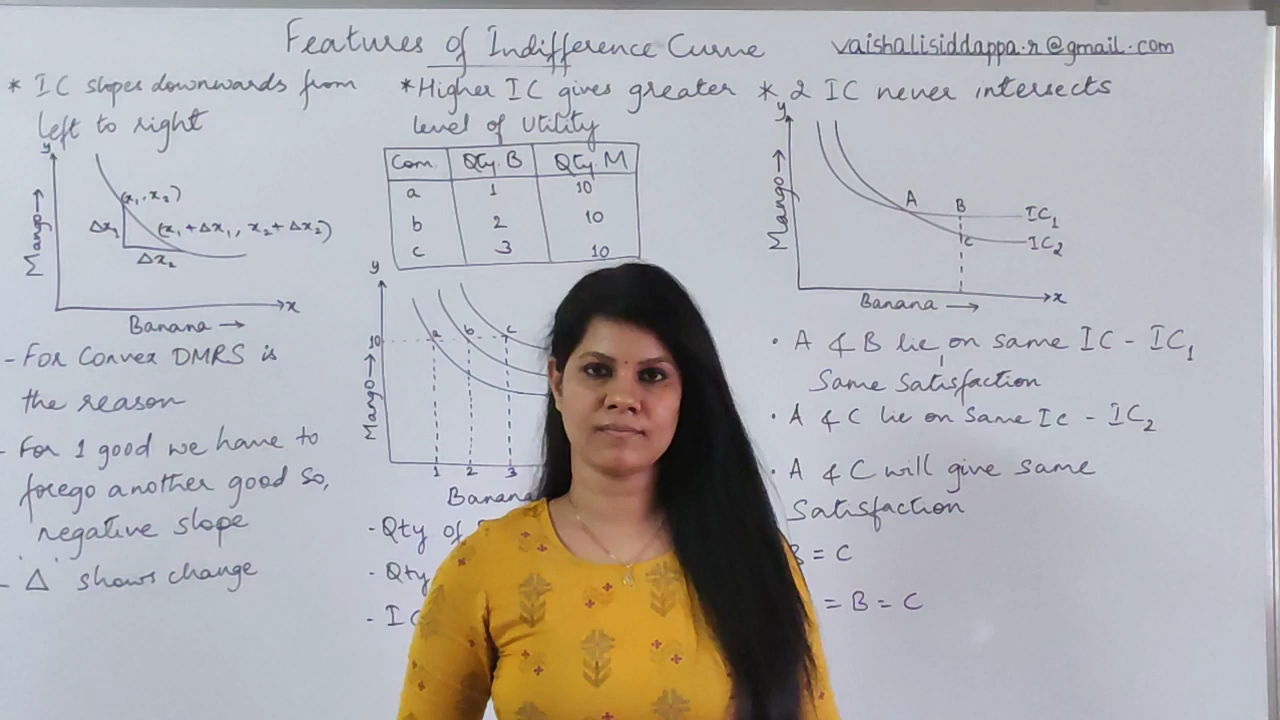 Features of Indifference Curve
vaishalisiddappa.r@gmail.com
* IC slopes downwards from
left to right
y
Mango →
(x₁, x₂)
Δx₁
(x₁ + Δx₁, x₂ + Δx₂)
Δx₂
x
Banana →
- For Convex DMRS is
the reason
- For 1 good we have to
forego another good so,
negative slope
- 'Δ' shows change
* Higher IC gives greater
level of Utility
Com. Qty. B Qty. M
a 1 10
b 2 10
c 3 10
y
10
a b c
Mango →
1 2 3
Banana
- Qty of
- Qty
- IC
* 2 IC never intersects
y
Mango →
A B
IC₁
C
IC₂
x
Banana →
• A & B lie on same IC - IC₁
Same Satisfaction
• A & C lie on Same Ic - IC₂
• A & C will give same
Satisfaction
B = C
= B = C